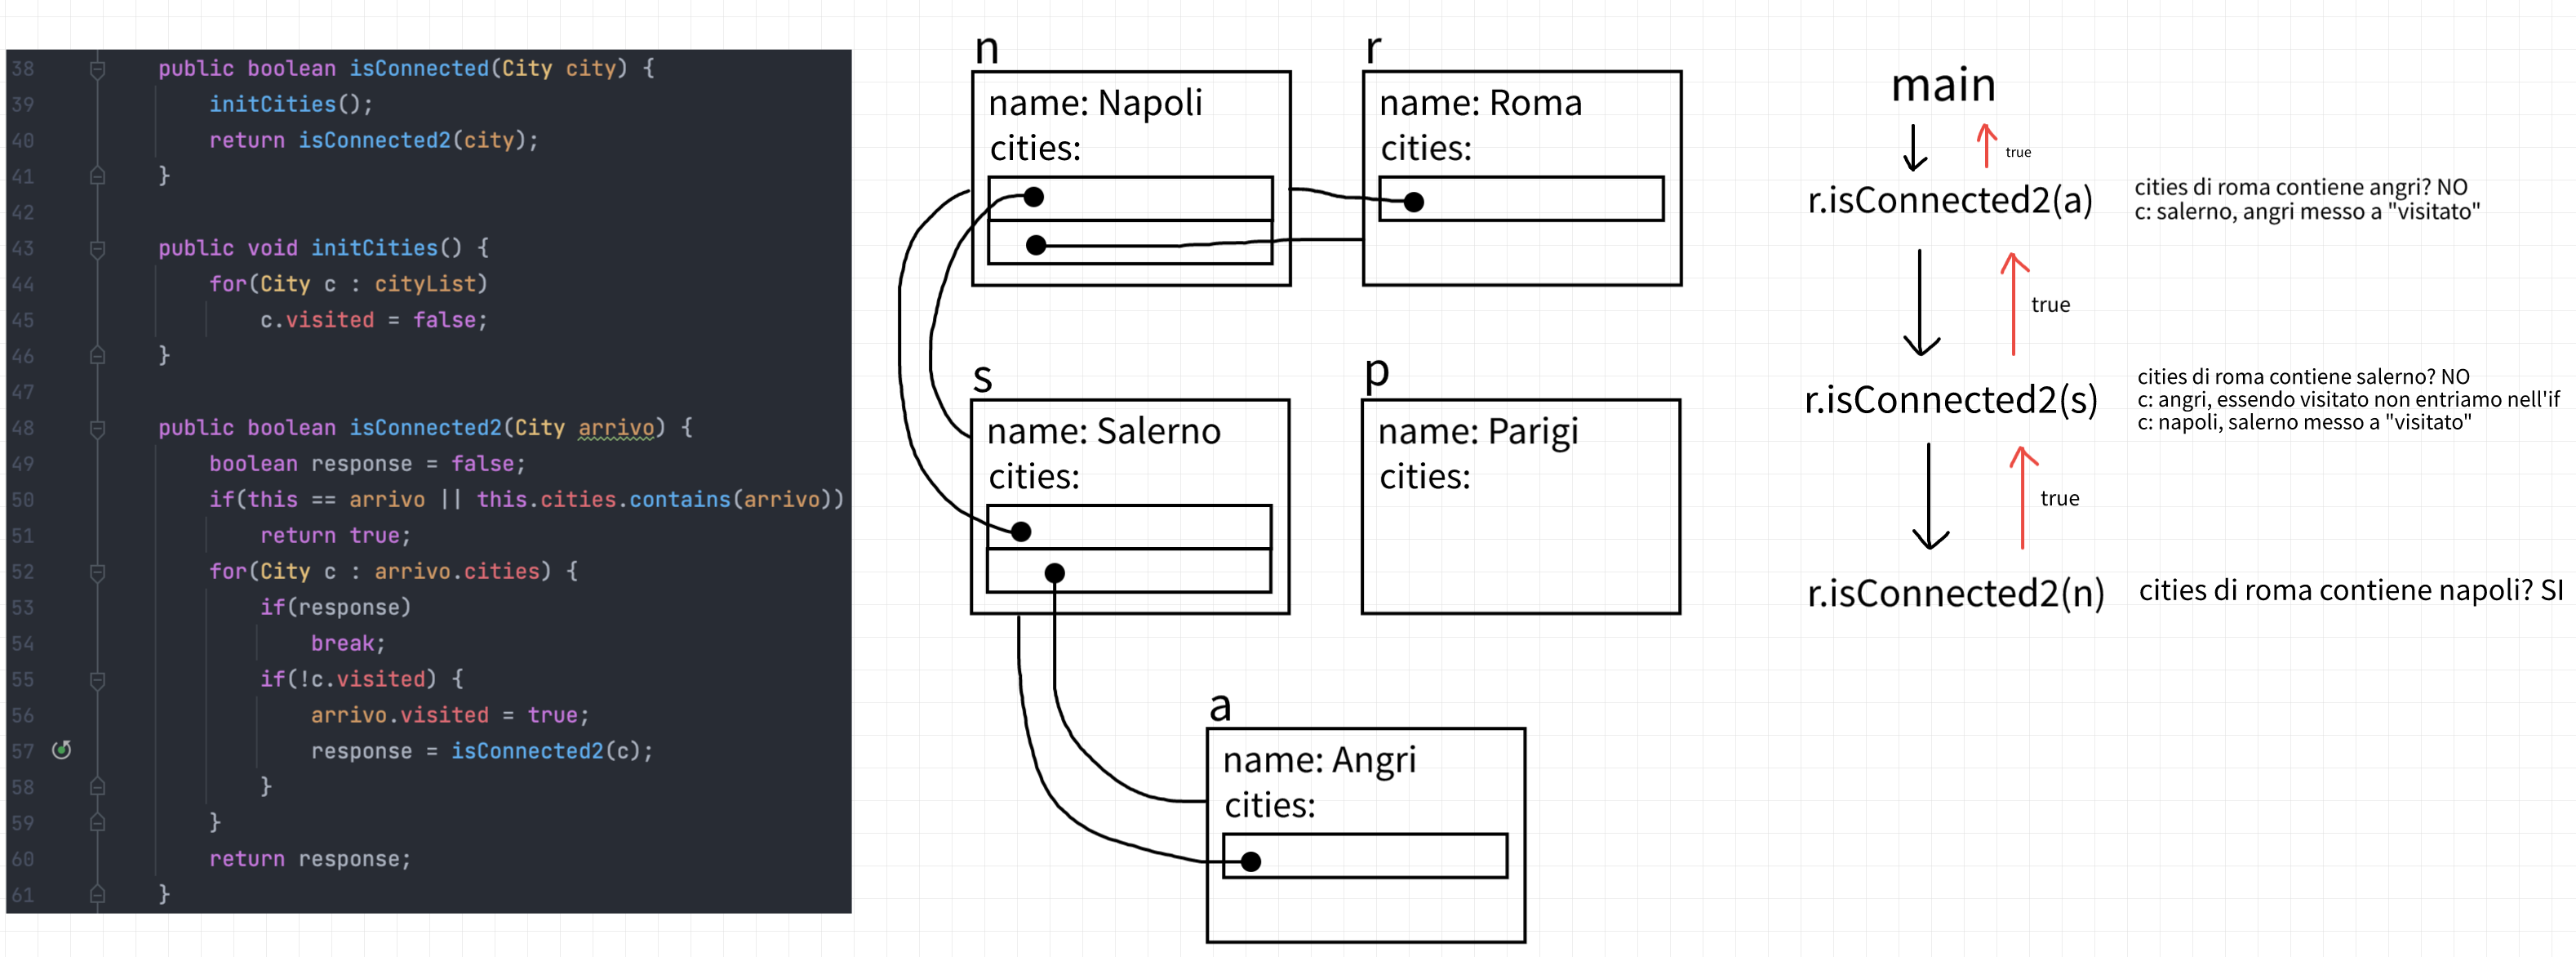 38 public boolean isConnected(City city) {
39 initCities();
40 return isConnected2(city);
41 }
42
43 public void initCities() {
44 for(City c : cityList)
45 c.visited = false;
46 }
47
48 public boolean isConnected2(City arrivo) {
49 boolean response = false;
50 if(this == arrivo || this.cities.contains(arrivo))
51 return true;
52 for(City c : arrivo.cities) {
53 if(response)
54 break;
55 if(!c.visited) {
56 arrivo.visited = true;
57 response = isConnected2(c);
58 }
59 }
60 return response;
61 }
n
name: Napoli
cities:
r
name: Roma
cities:
s
name: Salerno
cities:
p
name: Parigi
cities:
a
name: Angri
cities:
main
true
r.isConnected2(a)
cities di roma contiene angri? NO
c: salerno, angri messo a "visitato"
true
r.isConnected2(s)
cities di roma contiene salerno? NO
c: angri, essendo visitato non entriamo nell'if
c: napoli, salerno messo a "visitato"
true
r.isConnected2(n)
cities di roma contiene napoli? SI